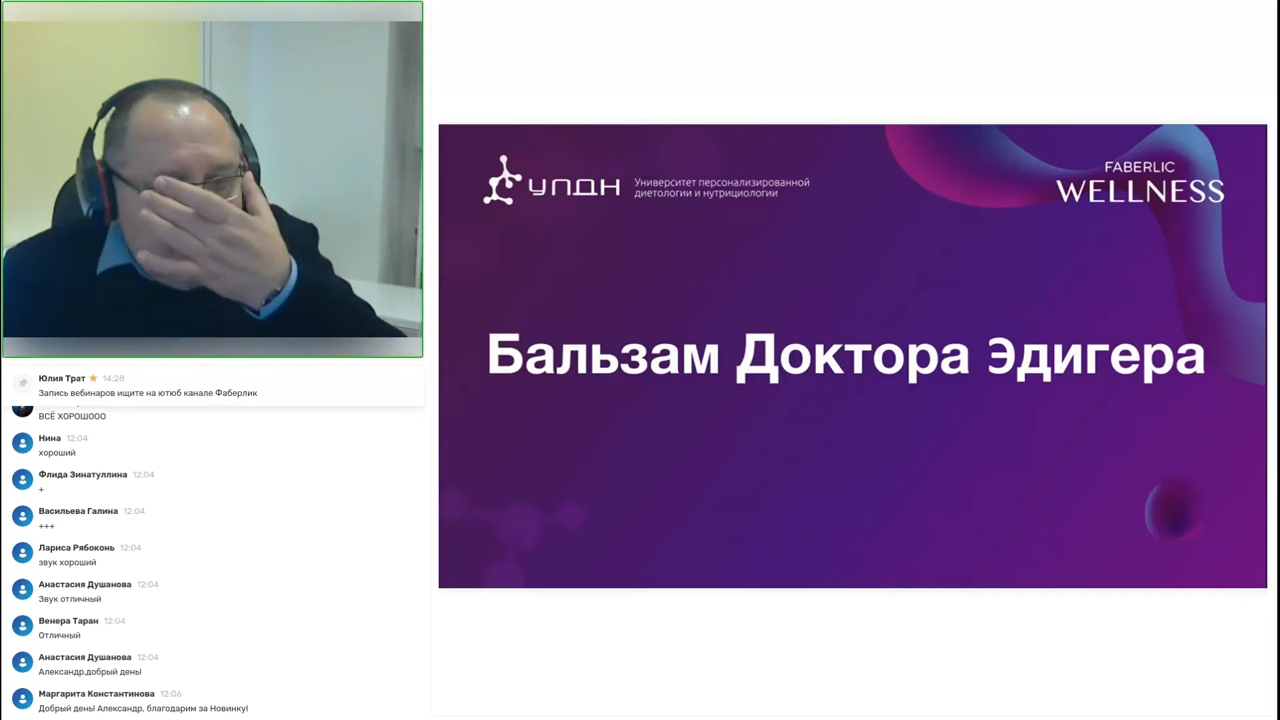 Юлия Трат 14:28
Запись вебинаров ищите на ютюб канале Фаберлик
ВСЁ ХОРОШООО
Нина 12:04
хороший
Флида Зинатуллина 12:04
+
Васильева Галина 12:04
+++
Лариса Рябоконь 12:04
звук хороший
Анастасия Душанова 12:04
Звук отличный
Венера Таран 12:04
Отличный
Анастасия Душанова 12:04
Александр,добрый день!
Маргарита Константинова 12:06
Добрый день! Александр, благодарим за Новинку!
УПДН
Университет персонализированной
диетологии и нутрициологии
FABERLIC
WELLNESS
Бальзам Доктора Эдигера